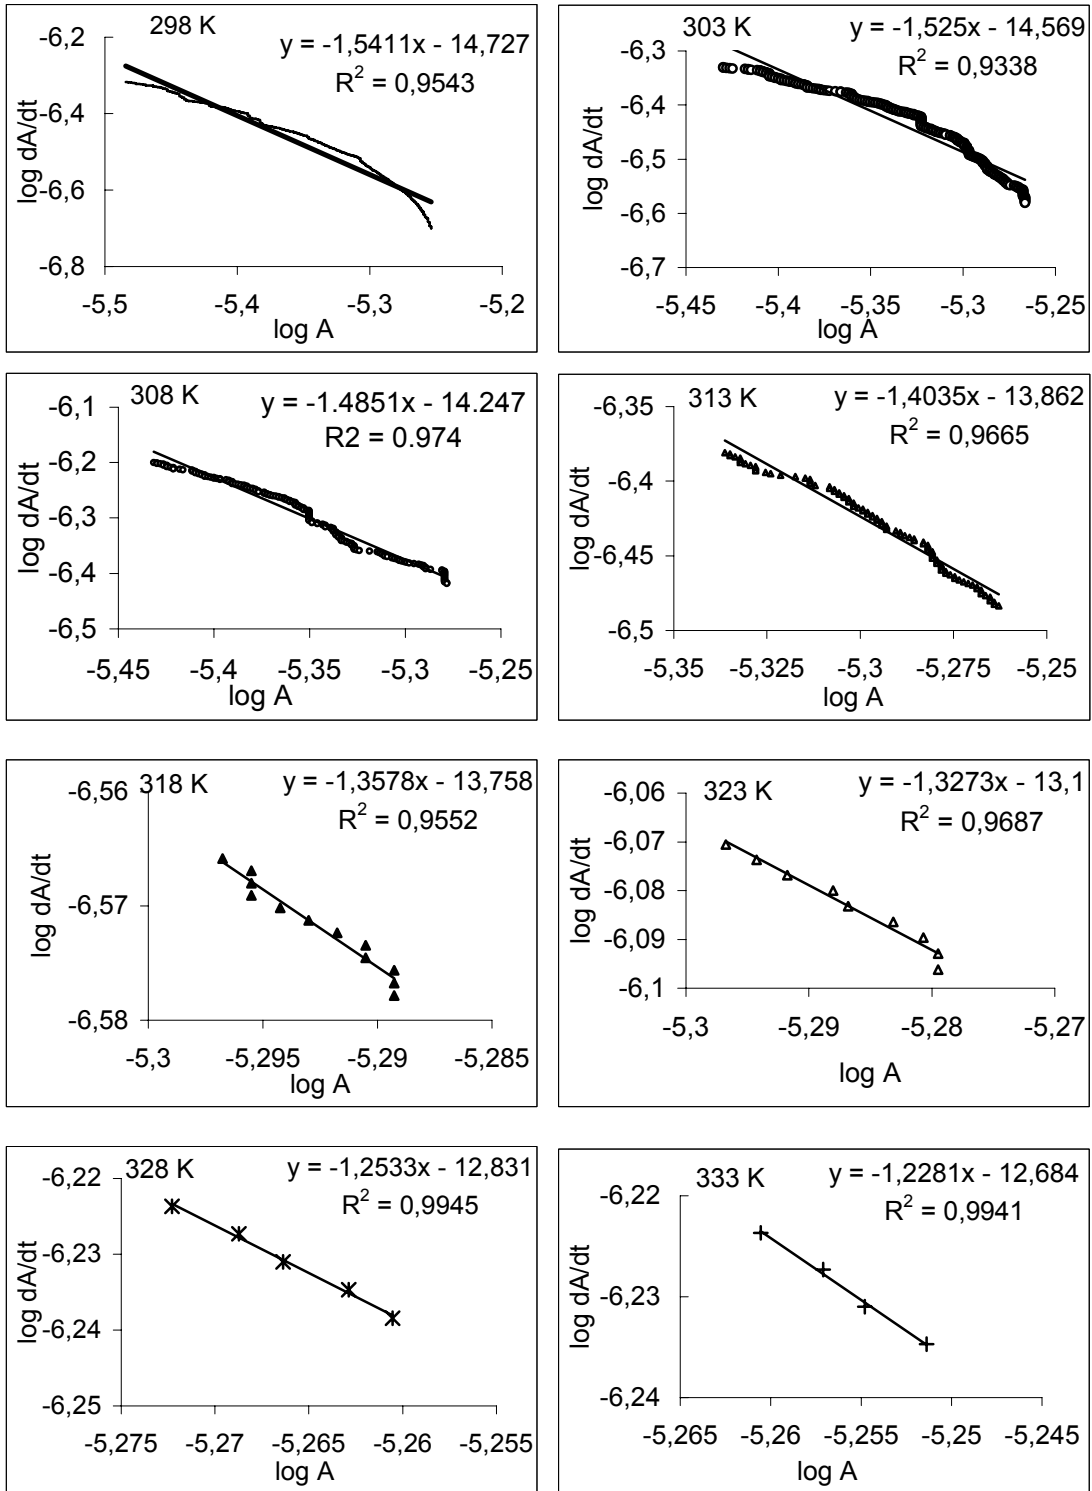 298 K
y = -1,5411x - 14,727
R² = 0,9543
-6,2
-6,4
-6,6
-6,8
log dA/dt
-5,5 -5,4 -5,3 -5,2
log A
303 K
y = -1,525x - 14,569
R² = 0,9338
-6,3
-6,4
-6,5
-6,6
-6,7
log dA/dt
-5,45 -5,4 -5,35 -5,3 -5,25
log A
308 K
y = -1.4851x - 14.247
R2 = 0.974
-6,1
-6,2
-6,3
-6,4
-6,5
log dA/dt
-5,45 -5,4 -5,35 -5,3 -5,25
log A
313 K
y = -1,4035x - 13,862
R² = 0,9665
-6,35
-6,4
-6,45
-6,5
log dA/dt
-5,35 -5,325 -5,3 -5,275 -5,25
log A
318 K
y = -1,3578x - 13,758
R² = 0,9552
-6,56
-6,57
-6,58
log dA/dt
-5,3 -5,295 -5,29 -5,285
log A
323 K
y = -1,3273x - 13,1
R² = 0,9687
-6,06
-6,07
-6,08
-6,09
-6,1
log dA/dt
-5,3 -5,29 -5,28 -5,27
log A
328 K
y = -1,2533x - 12,831
R² = 0,9945
-6,22
-6,23
-6,24
-6,25
log dA/dt
-5,275 -5,27 -5,265 -5,26 -5,255
log A
333 K
y = -1,2281x - 12,684
R² = 0,9941
-6,22
-6,23
-6,24
log dA/dt
-5,265 -5,26 -5,255 -5,25 -5,245
log A